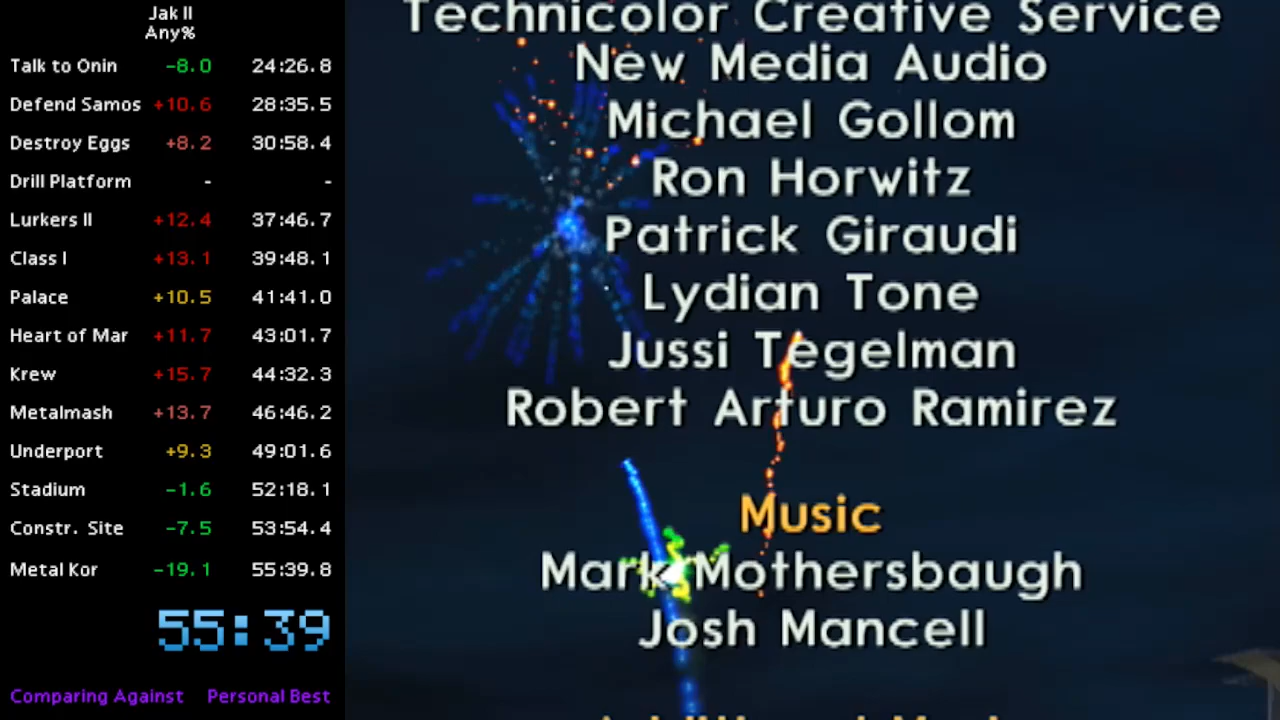 Jak II
Any%
Talk to Onin -8.0 24:26.8
Defend Samos +10.6 28:35.5
Destroy Eggs +8.2 30:58.4
Drill Platform - -
Lurkers II +12.4 37:46.7
Class I +13.1 39:48.1
Palace +10.5 41:41.0
Heart of Mar +11.7 43:01.7
Krew +15.7 44:32.3
Metalmash +13.7 46:46.2
Underport +9.3 49:01.6
Stadium -1.6 52:18.1
Constr. Site -7.5 53:54.4
Metal Kor -19.1 55:39.8
55:39
Comparing Against Personal Best
Technicolor Creative Service
New Media Audio
Michael Gollom
Ron Horwitz
Patrick Giraudi
Lydian Tone
Jussi Tegelman
Robert Arturo Ramirez
Music
Mark Mothersbaugh
Josh Mancell